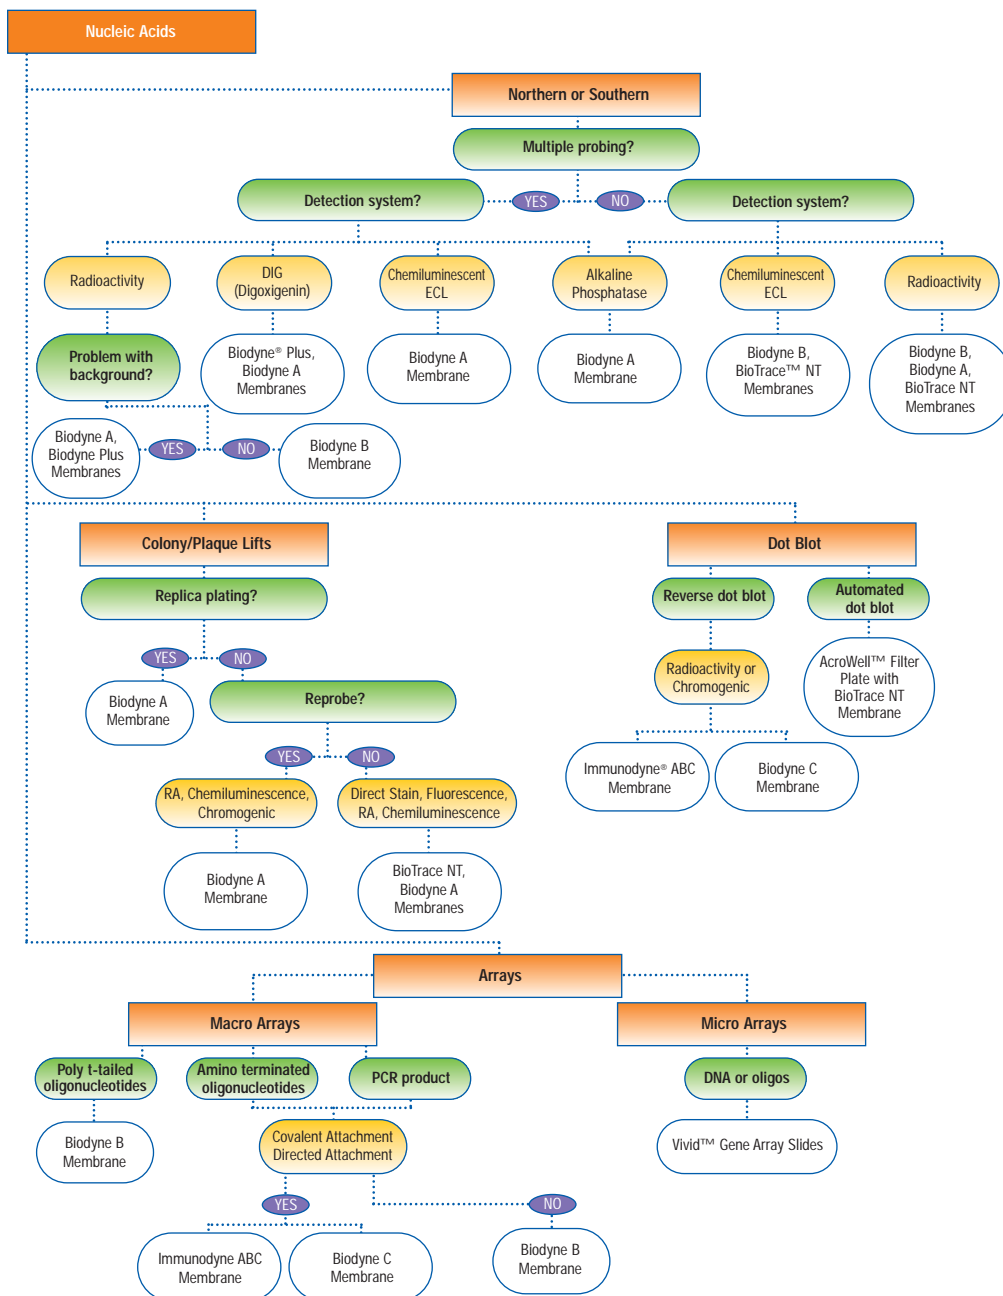 Nucleic Acids
Northern or Southern
Multiple probing?
Detection system?
YES
NO
Detection system?
Radioactivity
DIG
(Digoxigenin)
Chemiluminescent
ECL
Alkaline
Phosphatase
Chemiluminescent
ECL
Radioactivity
Problem with
background?
Biodyne® Plus,
Biodyne A
Membranes
Biodyne A
Membrane
Biodyne A
Membrane
Biodyne B,
BioTrace™ NT
Membranes
Biodyne B,
Biodyne A,
BioTrace NT
Membranes
Biodyne A,
Biodyne Plus
Membranes
YES
NO
Biodyne B
Membrane
Colony/Plaque Lifts
Replica plating?
YES
NO
Biodyne A
Membrane
Reprobe?
YES
NO
RA, Chemiluminescence,
Chromogenic
Direct Stain, Fluorescence,
RA, Chemiluminescence
Biodyne A
Membrane
BioTrace NT,
Biodyne A
Membranes
Dot Blot
Reverse dot blot
Automated
dot blot
Radioactivity or
Chromogenic
AcroWell™ Filter
Plate with
BioTrace NT
Membrane
Immunodyne® ABC
Membrane
Biodyne C
Membrane
Arrays
Macro Arrays
Micro Arrays
Poly t-tailed
oligonucleotides
Amino terminated
oligonucleotides
PCR product
DNA or oligos
Biodyne B
Membrane
Covalent Attachment
Directed Attachment
Vivid™ Gene Array Slides
YES
NO
Immunodyne ABC
Membrane
Biodyne C
Membrane
Biodyne B
Membrane